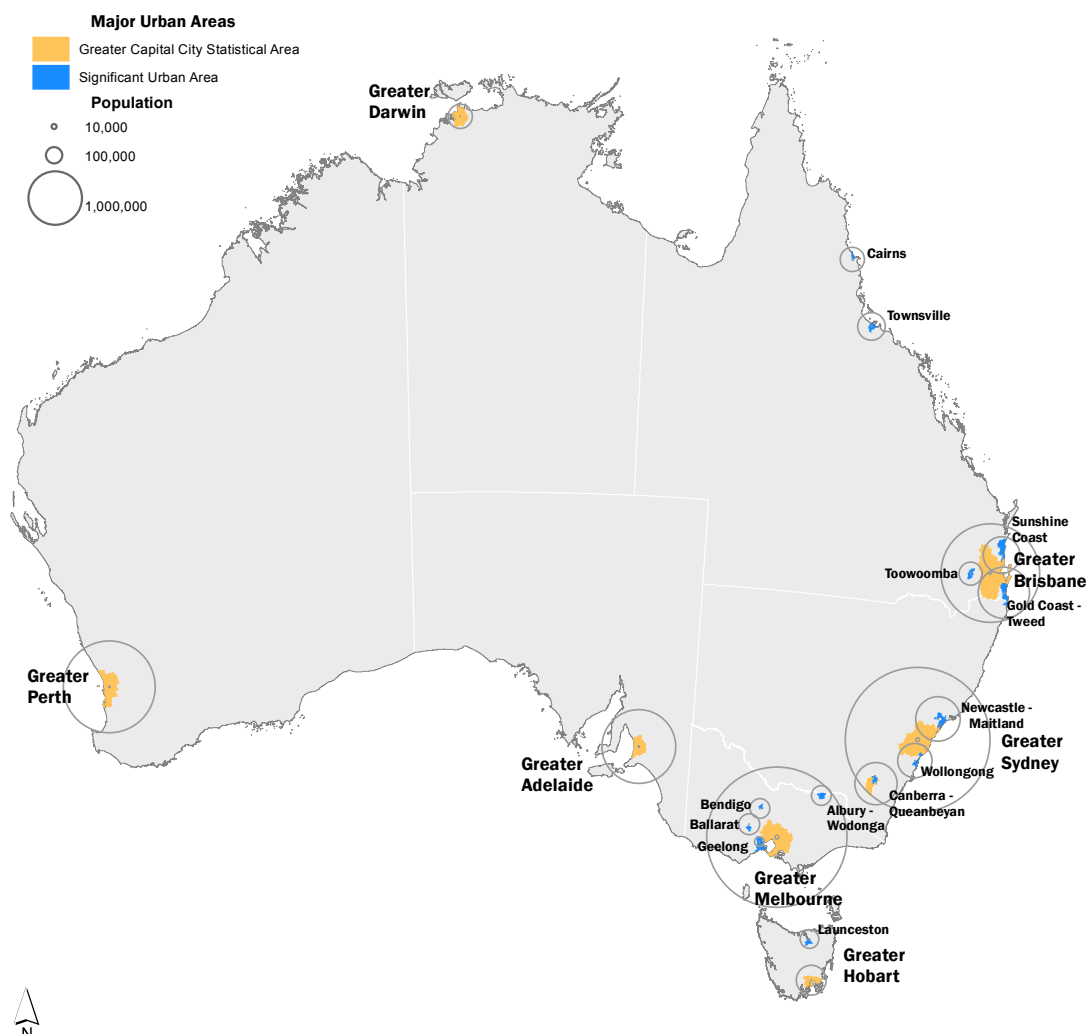 Major Urban Areas
Greater Capital City Statistical Area
Significant Urban Area
Population
10,000
100,000
1,000,000
Greater
Darwin
Cairns
Townsville
Sunshine
Coast
Greater
Brisbane
Toowoomba
Gold Coast -
Tweed
Greater
Perth
Newcastle -
Maitland
Greater
Sydney
Wollongong
Greater
Adelaide
Canberra -
Queanbeyan
Albury -
Wodonga
Bendigo
Ballarat
Geelong
Greater
Melbourne
Launceston
Greater
Hobart
N